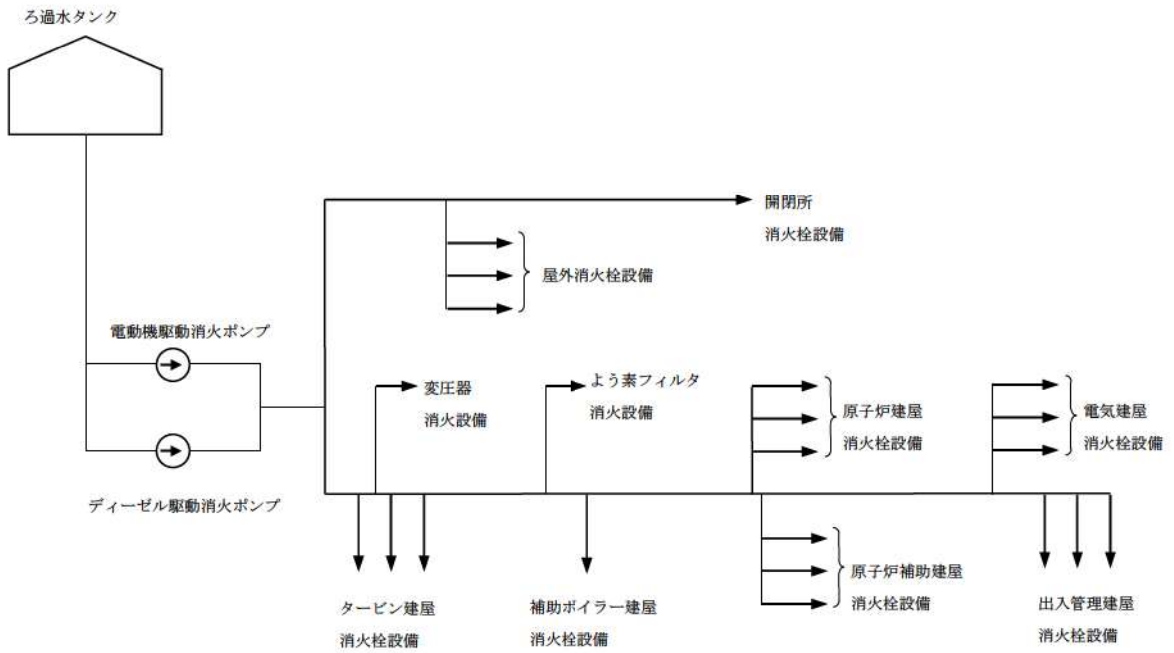 ろ過水タンク
開閉所
消火栓設備
屋外消火栓設備
電動機駆動消火ポンプ
変圧器
消火設備
よう素フィルタ
消火設備
原子炉建屋
消火栓設備
電気建屋
消火栓設備
ディーゼル駆動消火ポンプ
タービン建屋
消火栓設備
補助ボイラー建屋
消火栓設備
原子炉補助建屋
消火栓設備
出入管理建屋
消火栓設備